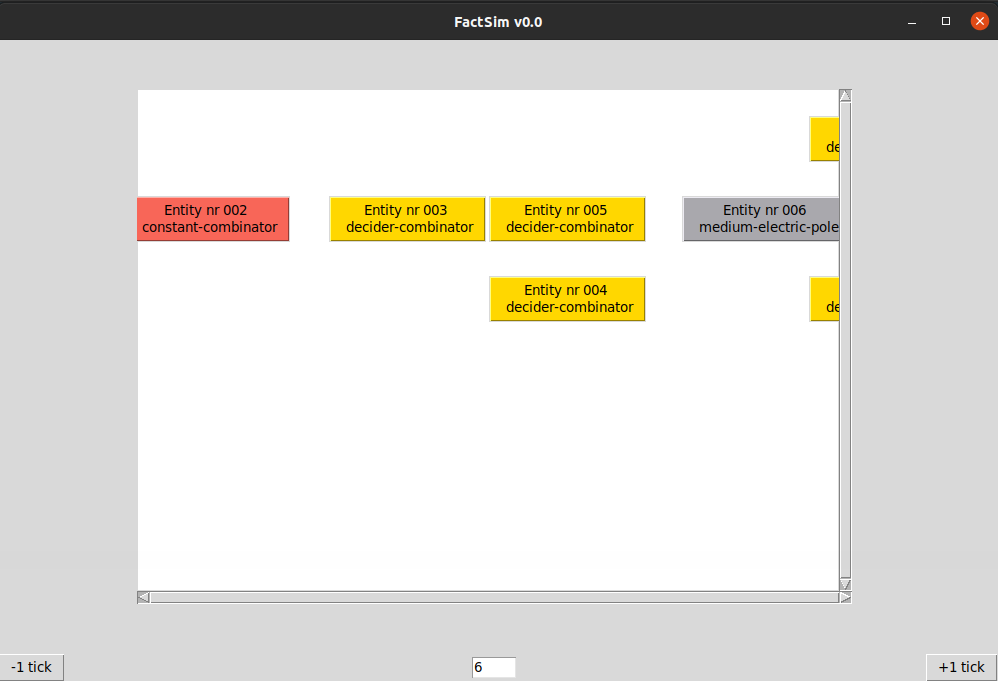 FactSim v0.0
de
Entity nr 002
constant-combinator
Entity nr 003
decider-combinator
Entity nr 005
decider-combinator
Entity nr 006
medium-electric-pole
Entity nr 004
decider-combinator
de
-1 tick
6
+1 tick